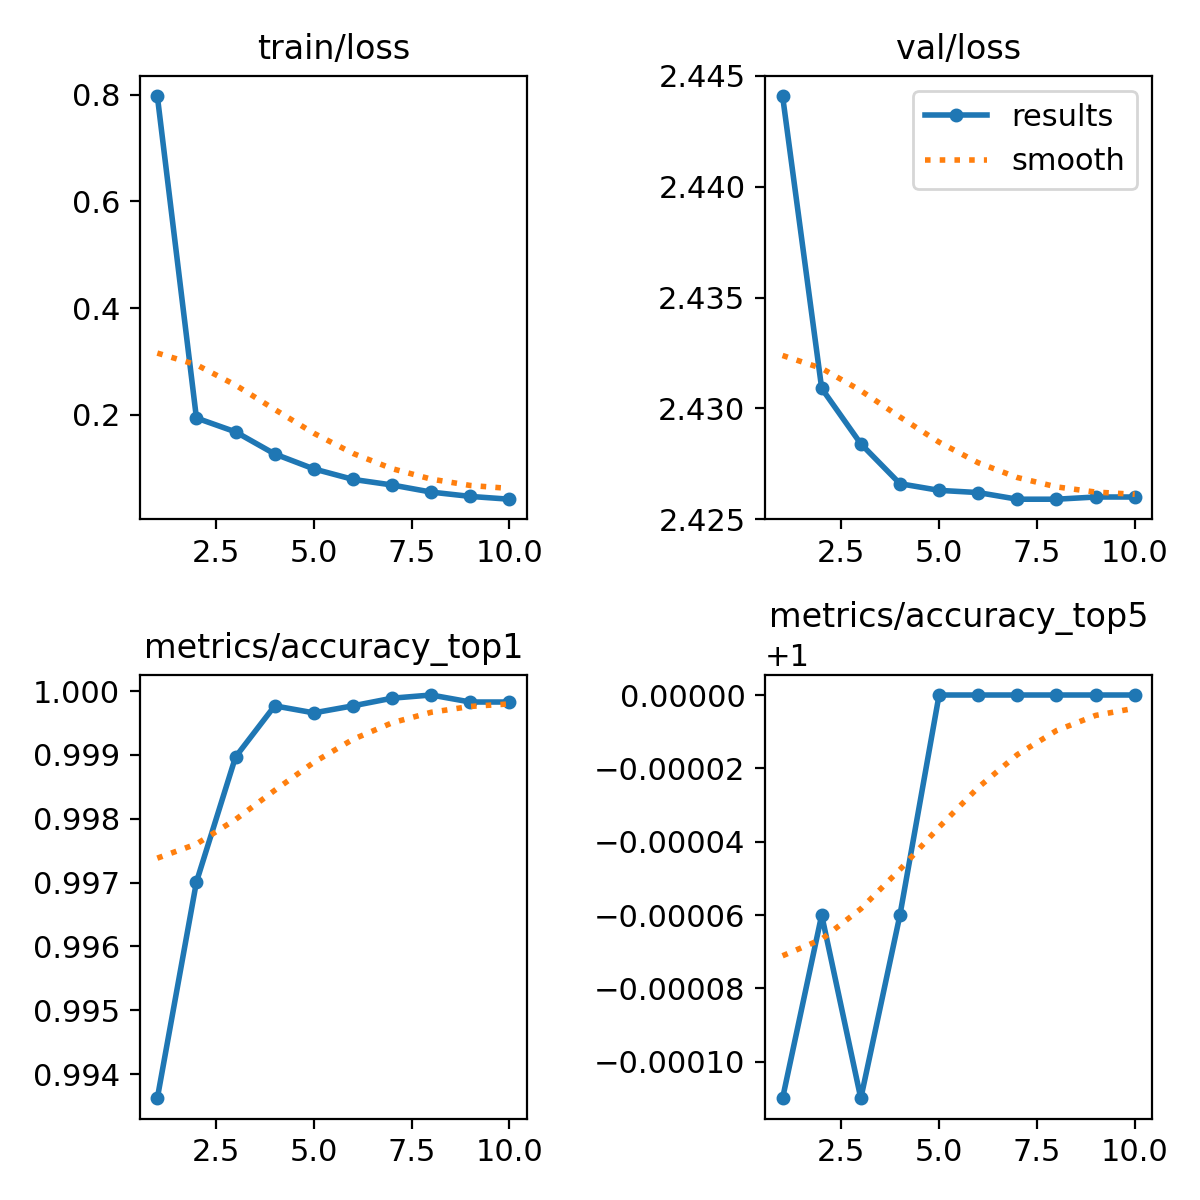 train/loss
0.8
0.6
0.4
0.2
2.5 5.0 7.5 10.0
val/loss
2.445
2.440
2.435
2.430
2.425
results
smooth
2.5 5.0 7.5 10.0
metrics/accuracy_top1
1.000
0.999
0.998
0.997
0.996
0.995
0.994
2.5 5.0 7.5 10.0
metrics/accuracy_top5
+1
0.00000
−0.00002
−0.00004
−0.00006
−0.00008
−0.00010
2.5 5.0 7.5 10.0